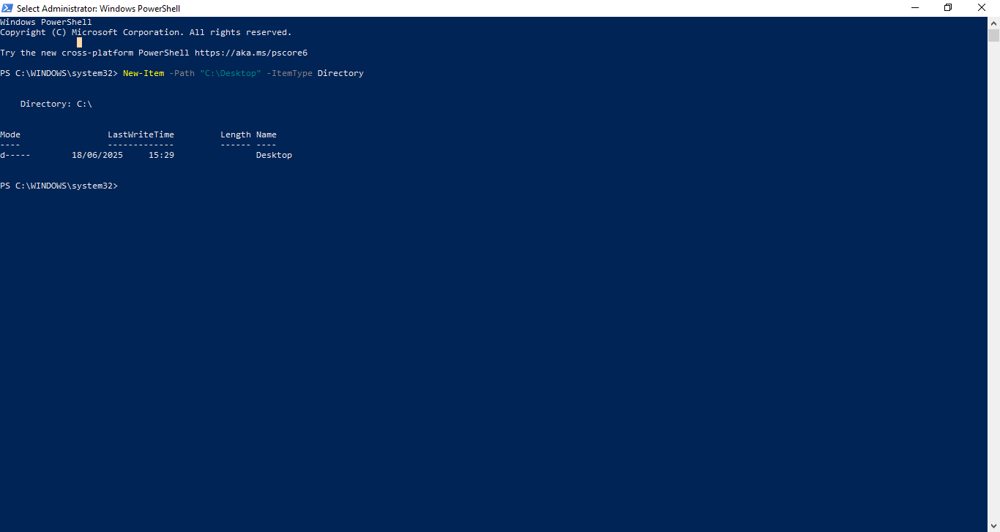 Select Administrator: Windows PowerShell
Windows PowerShell
Copyright (C) Microsoft Corporation. All rights reserved.
Try the new cross-platform PowerShell https://aka.ms/pscore6
PS C:\WINDOWS\system32> New-Item -Path "C:\Desktop" -ItemType Directory
    Directory: C:\
Mode                 LastWriteTime         Length Name
----                 -------------         ------ ----
d-----        18/06/2025     15:29                Desktop
PS C:\WINDOWS\system32>